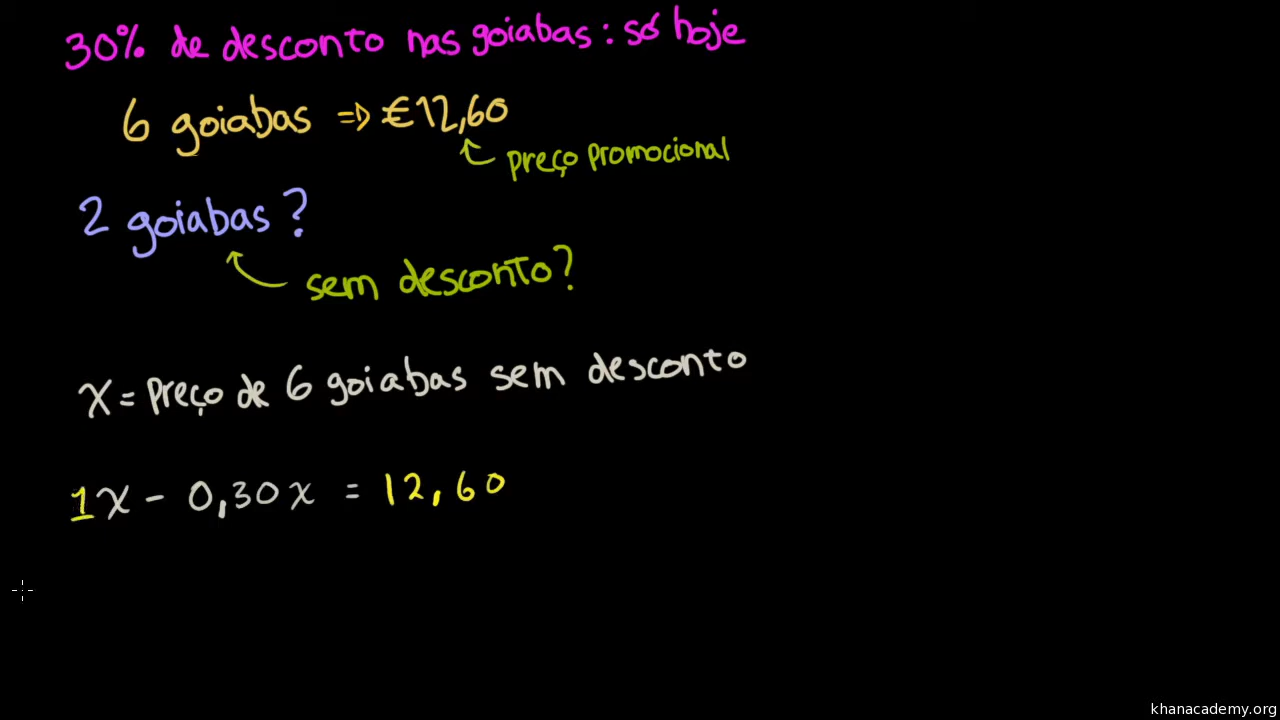 30% de desconto nas goiabas : só hoje
6 goiabas ⇒ €12,60
preço promocional
2 goiabas ?
sem desconto?
x = preço de 6 goiabas sem desconto
1x - 0,30x = 12,60
khanacademy.org